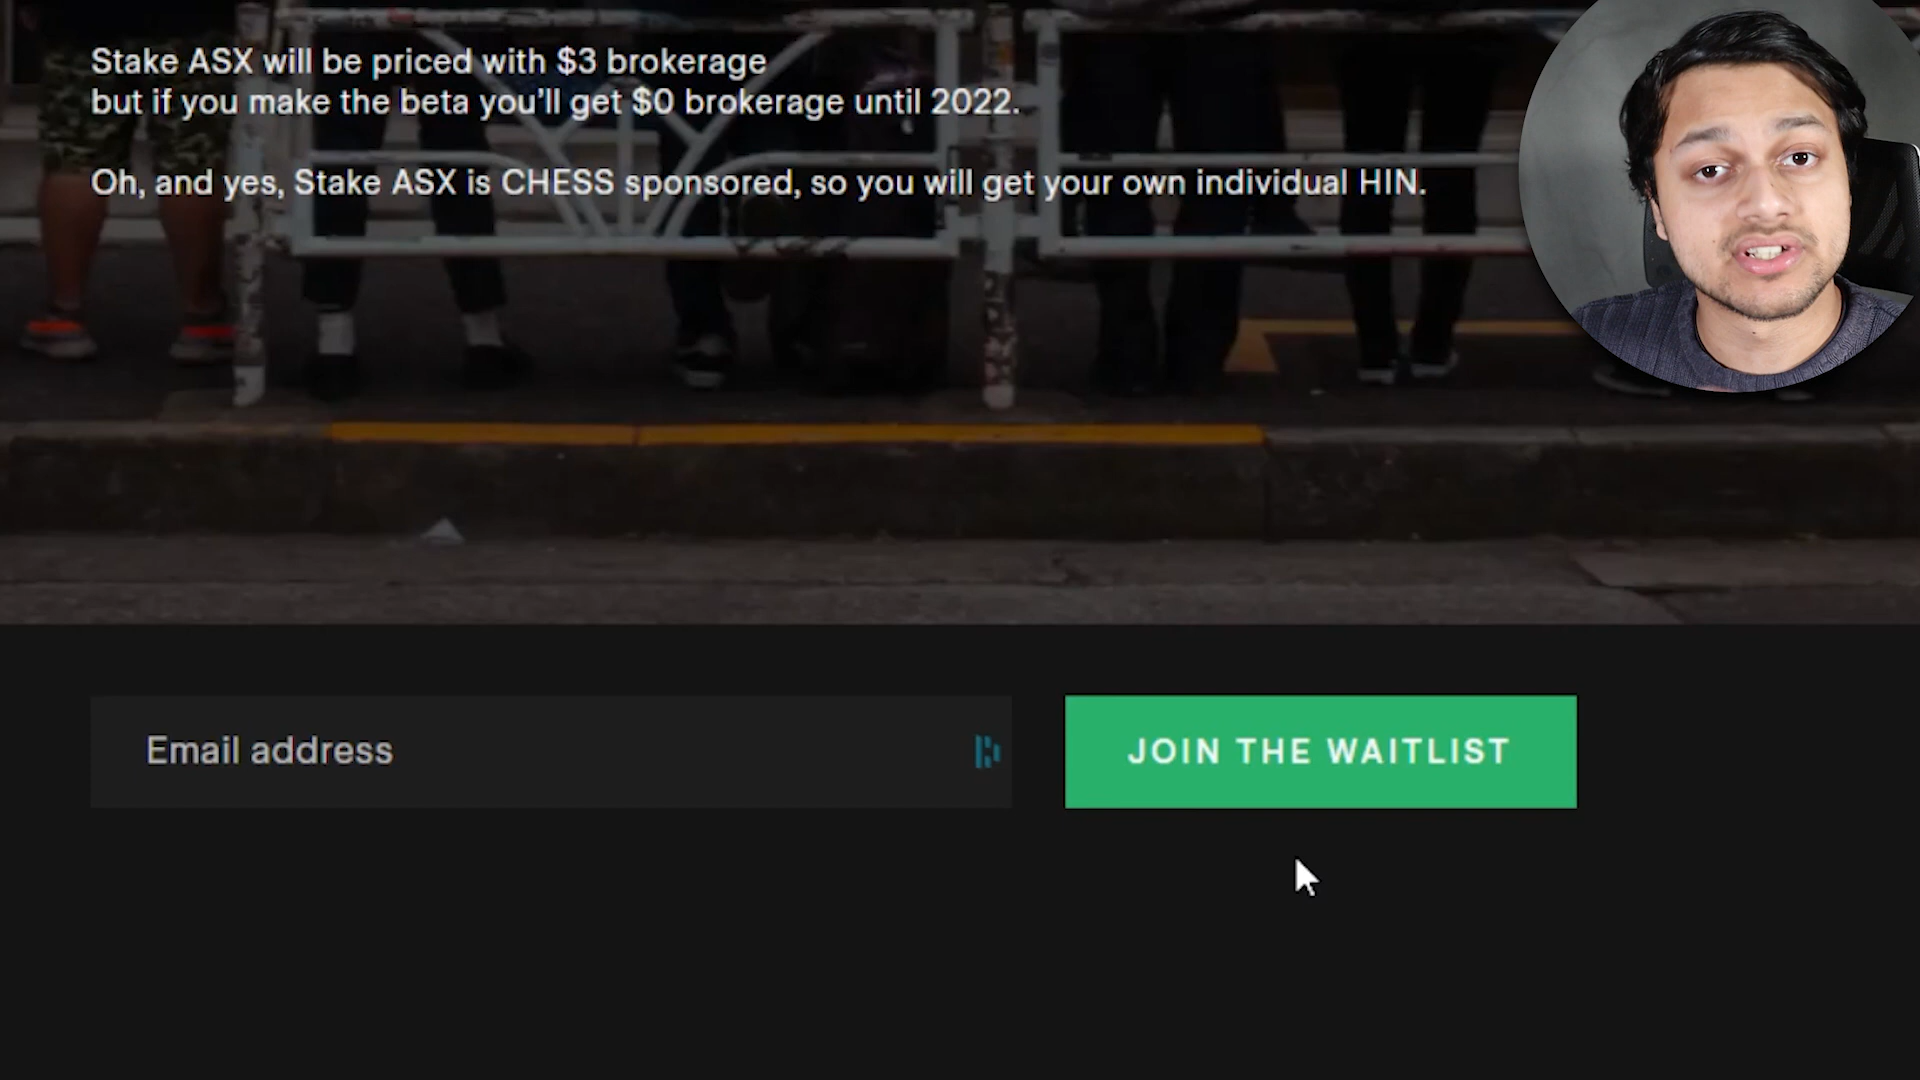 Stake ASX will be priced with $3 brokerage
but if you make the beta you'll get $0 brokerage until 2022.
Oh, and yes, Stake ASX is CHESS sponsored, so you will get your own individual HIN.
Email address
JOIN THE WAITLIST